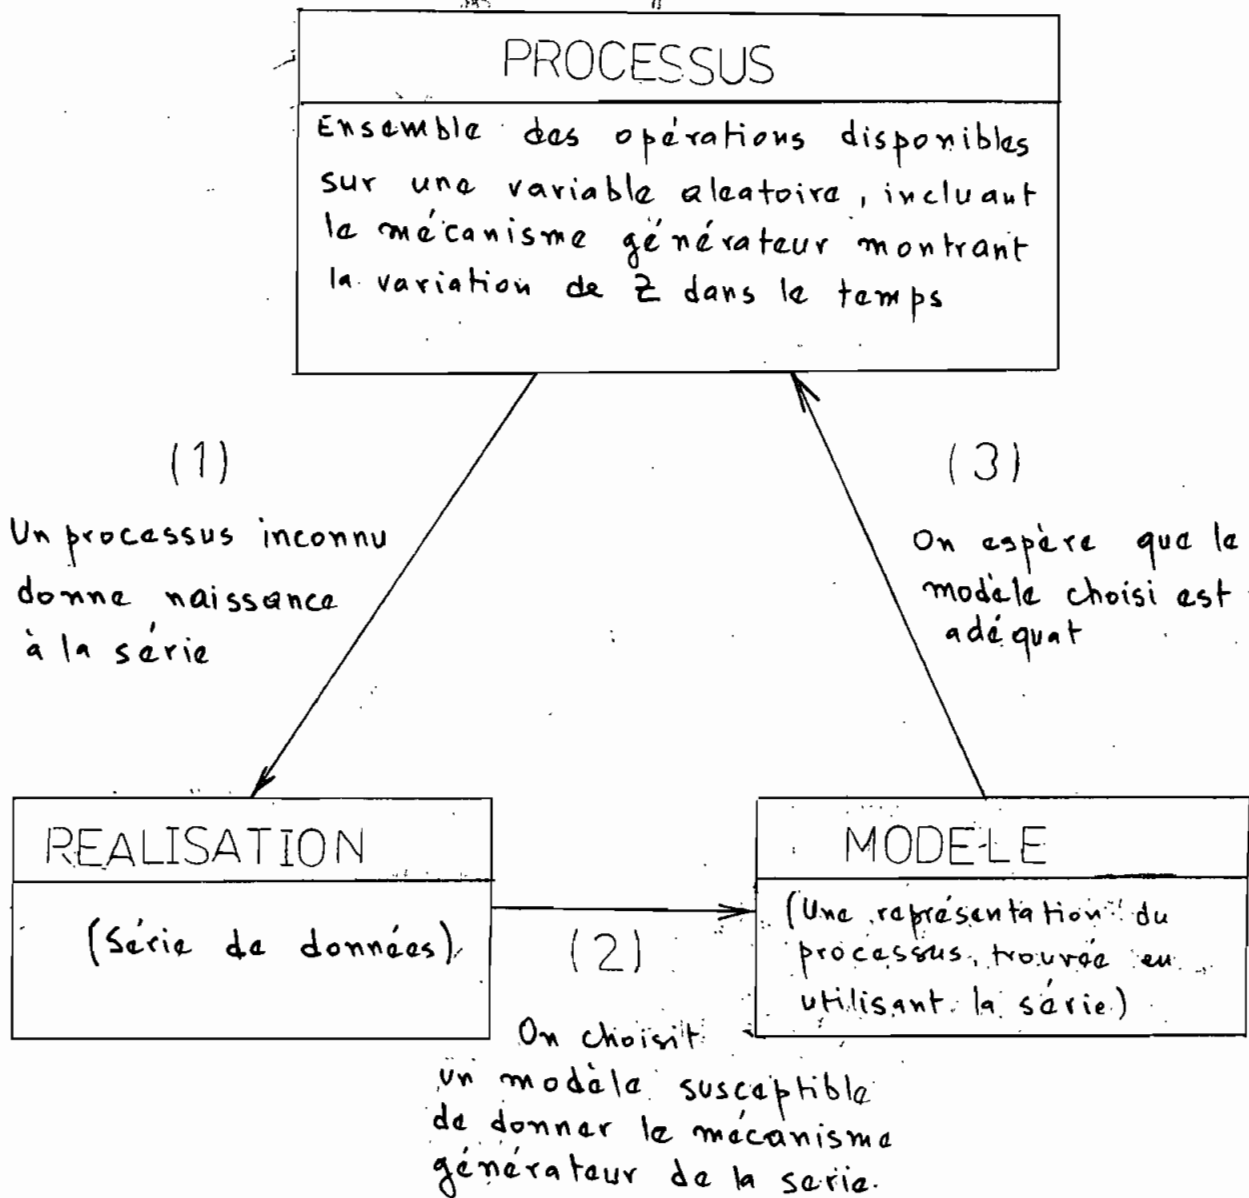 PROCESSUS
Ensemble des opérations disponibles
sur une variable aleatoire, incluant
le mécanisme générateur montrant
la variation de Z dans le temps
(1)
Un processus inconnu
donne naissance
à la série
(3)
On espère que le
modèle choisi est
adéquat
REALISATION
(Série de données)
(2)
On choisit
un modèle susceptible
de donner le mécanisme
générateur de la serie.
MODELE
(Une représentation du
processus, trouvée en
utilisant la série)